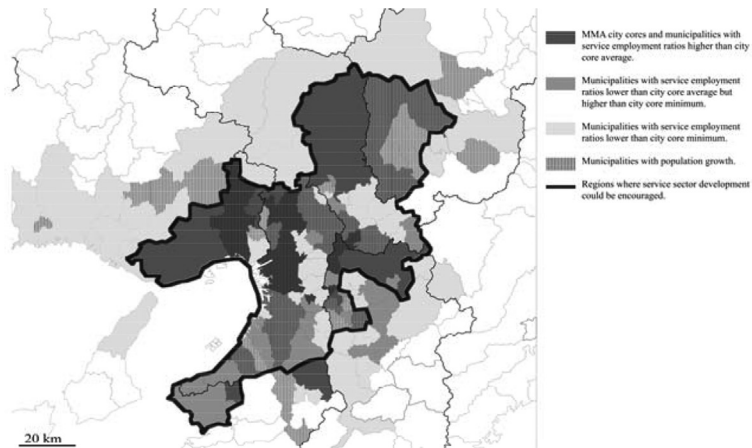 MMA city cores and municipalities with
service employment ratios higher than city
core average.
Municipalities with service employment
ratios lower than city core average but
higher than city core minimum.
Municipalities with service employment
ratios lower than city core minimum.
Municipalities with population growth.
Regions where service sector development
could be encouraged.
20 km